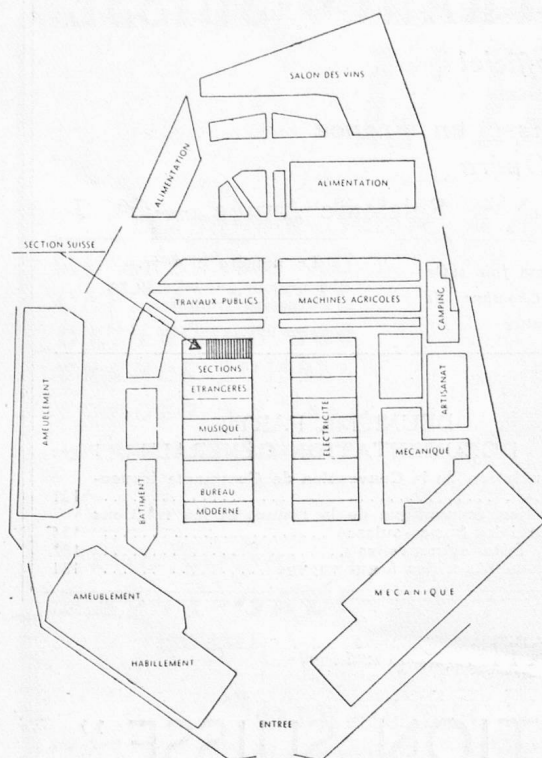 SALON DES VINS
ALIMENTATION
ALIMENTATION
SECTION SUISSE
TRAVAUX PUBLICS
MACHINES AGRICOLES
CAMPING
SECTIONS
ETRANGERES
AMEUBLEMENT
ARTISANAT
MUSIQUE
ELECTRICITE
MECANIQUE
BATIMENT
BUREAU
MODERNE
AMEUBLEMENT
MECANIQUE
HABILLEMENT
ENTREE